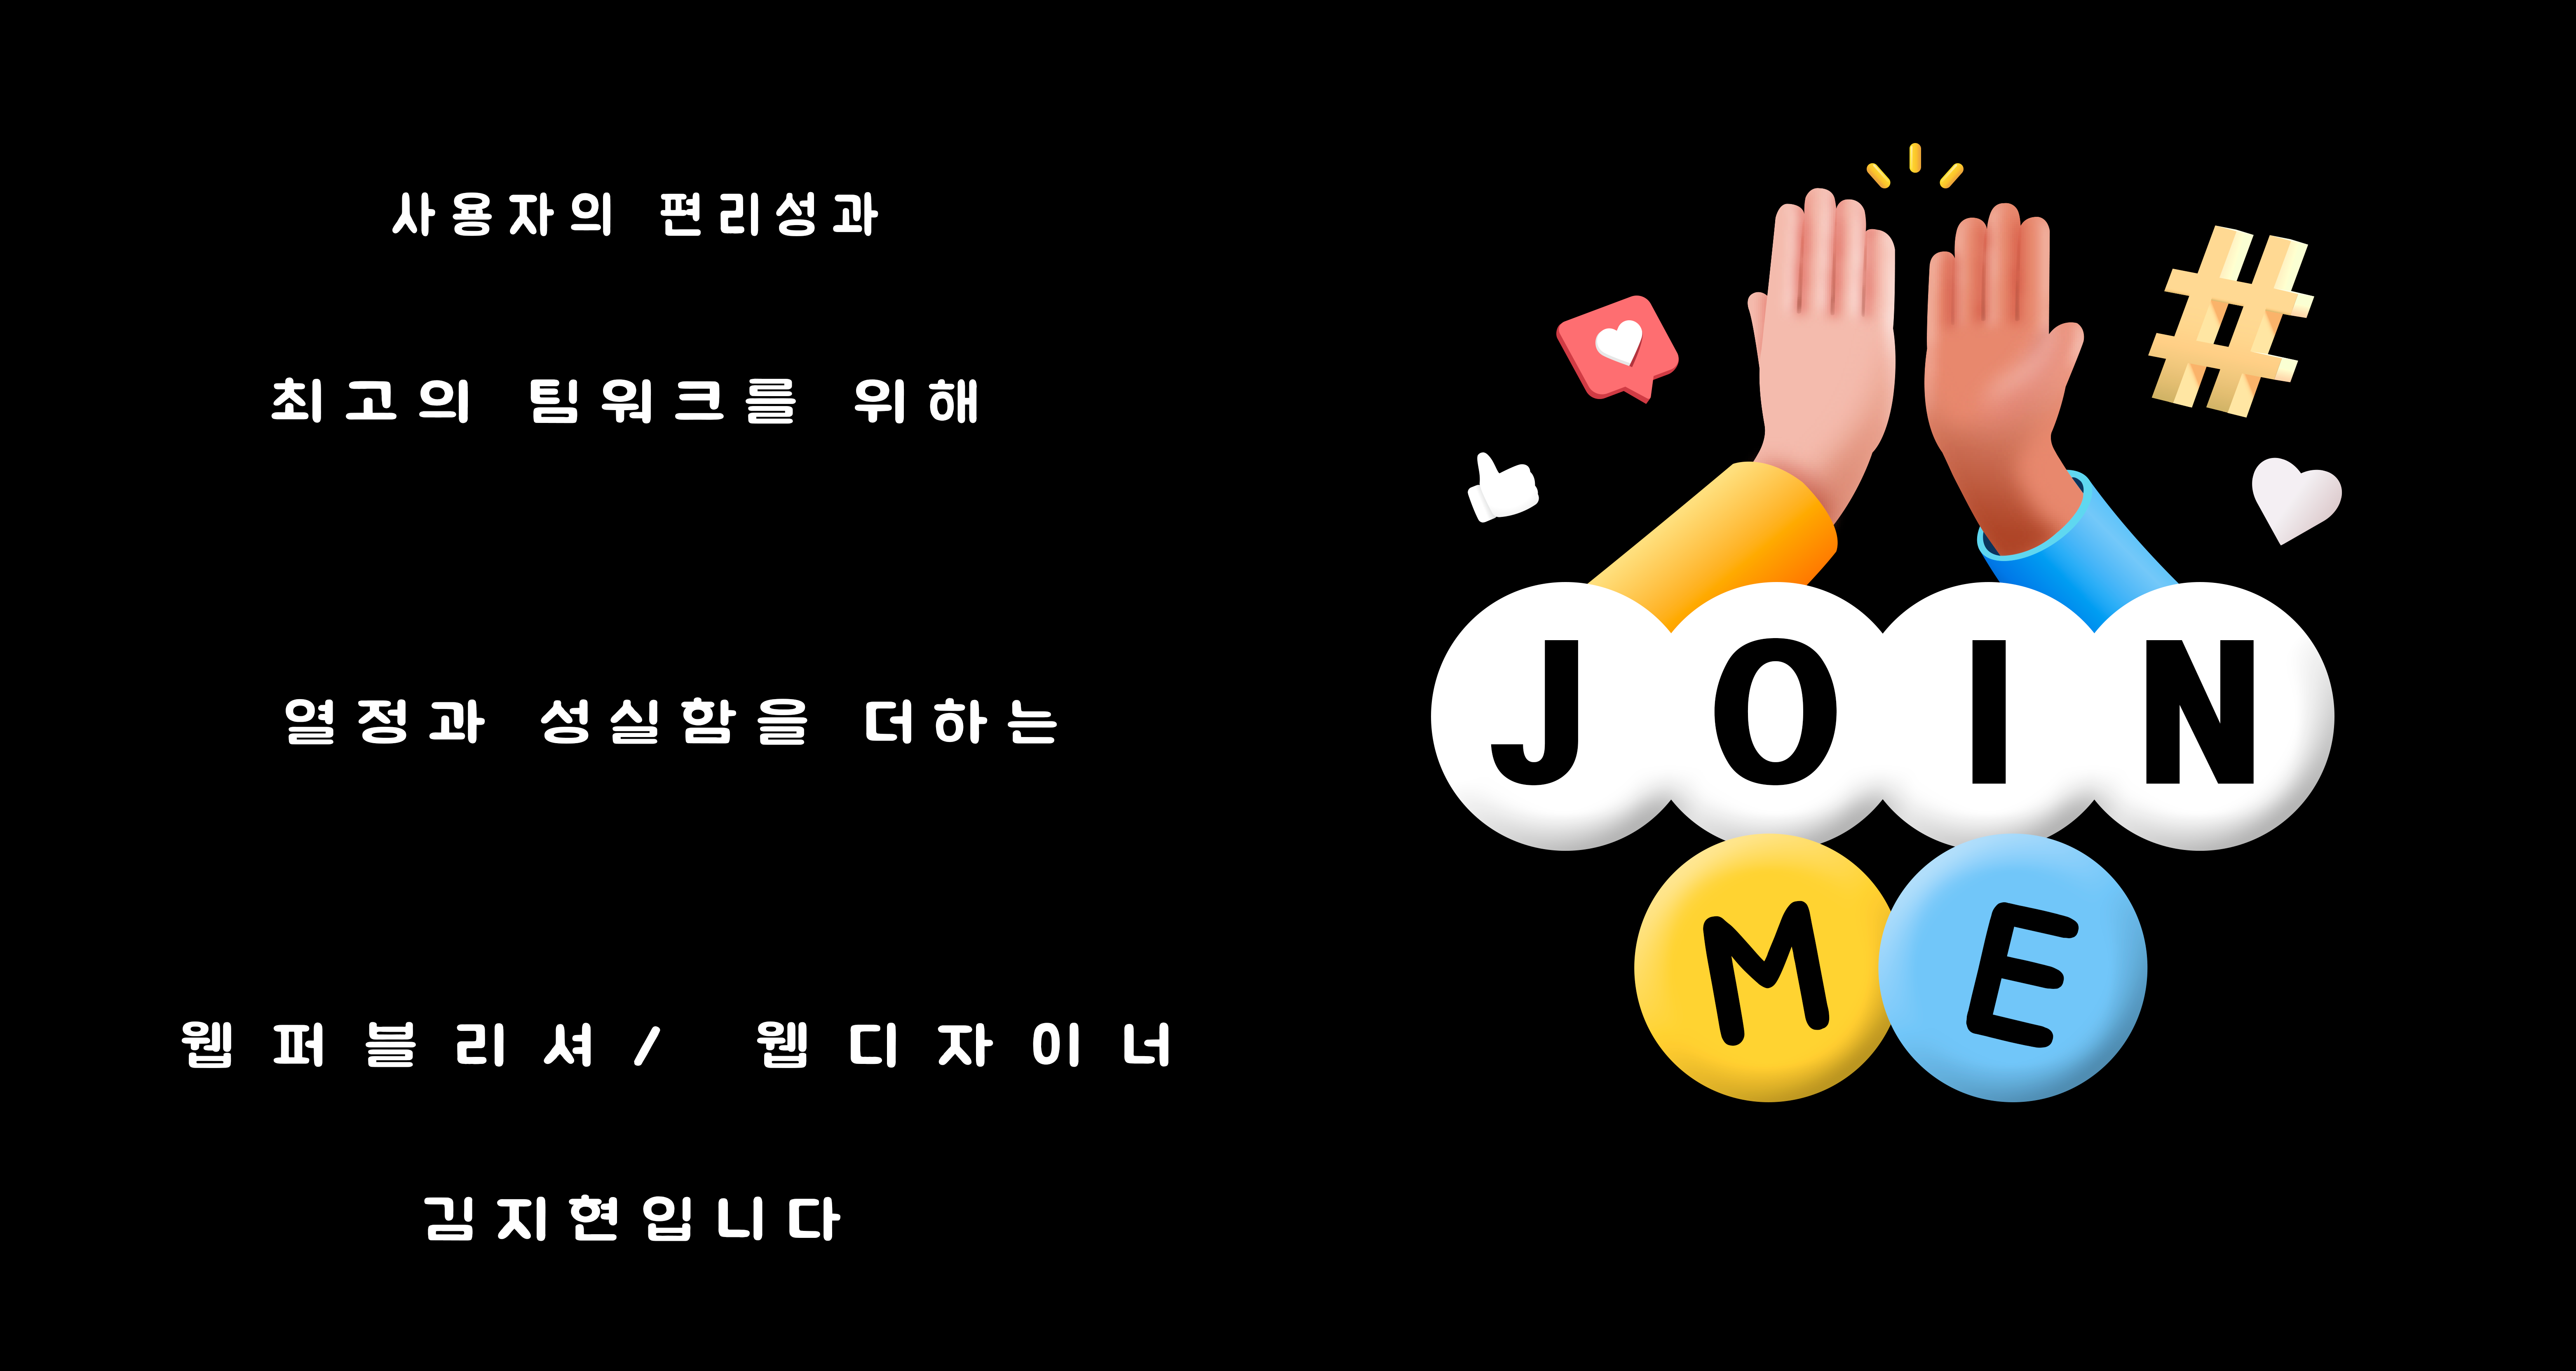 사용자의 편리성과
최고의 팀워크를 위해
열정과 성실함을 더하는
웹퍼블리셔/ 웹디자이너
김지현입니다
#
JOIN
ME